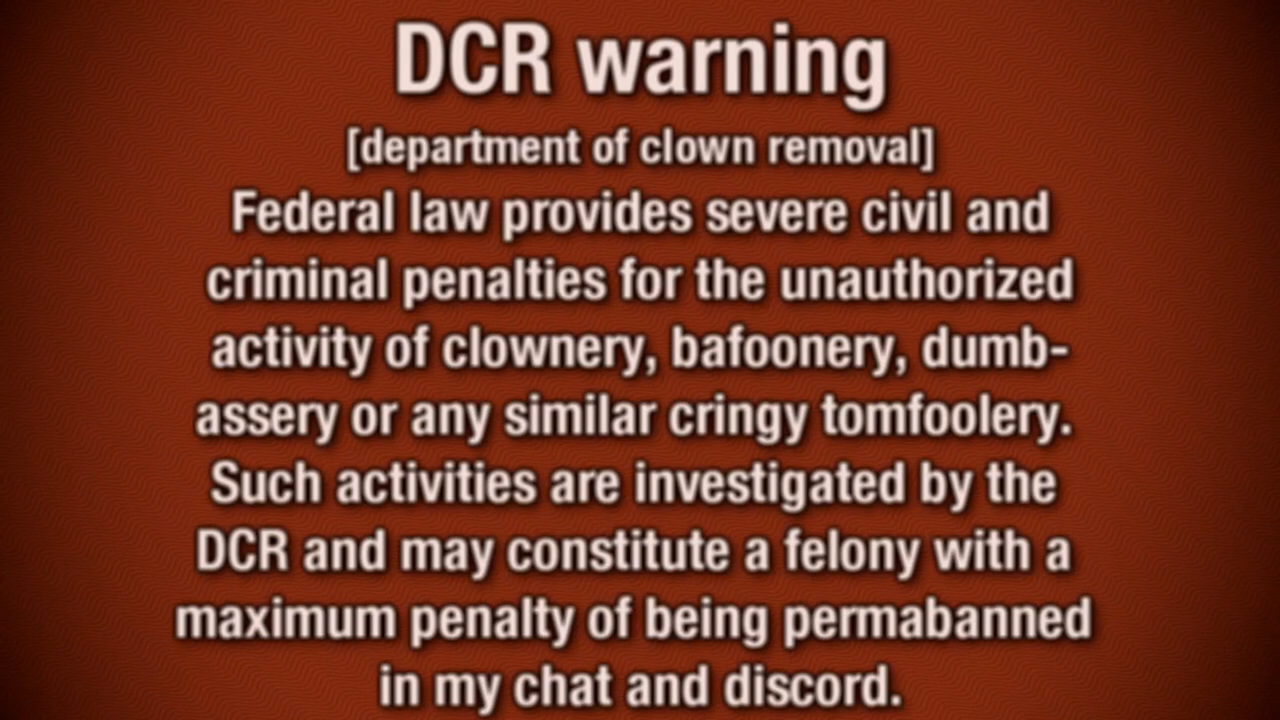 DCR warning
[department of clown removal]
Federal law provides severe civil and
criminal penalties for the unauthorized
activity of clownery, bafoonery, dumb-
assery or any similar cringy tomfoolery.
Such activities are investigated by the
DCR and may constitute a felony with a
maximum penalty of being permabanned
in my chat and discord.